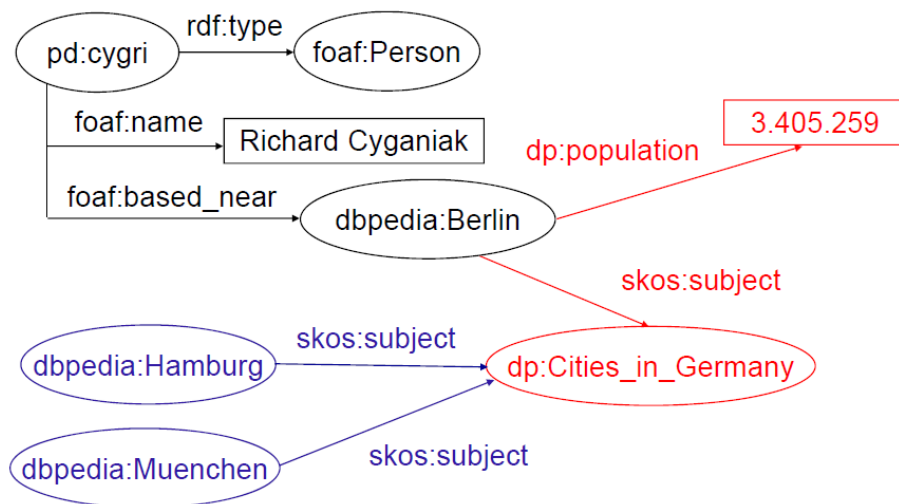 rdf:type
pd:cygri
foaf:Person
foaf:name
Richard Cyganiak
3.405.259
dp:population
foaf:based_near
dbpedia:Berlin
skos:subject
skos:subject
dbpedia:Hamburg
dp:Cities_in_Germany
skos:subject
dbpedia:Muenchen